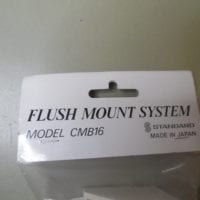 FLUSH MOUNT SYSTEM
MODEL CMB16
STANDARD
MADE IN JAPAN